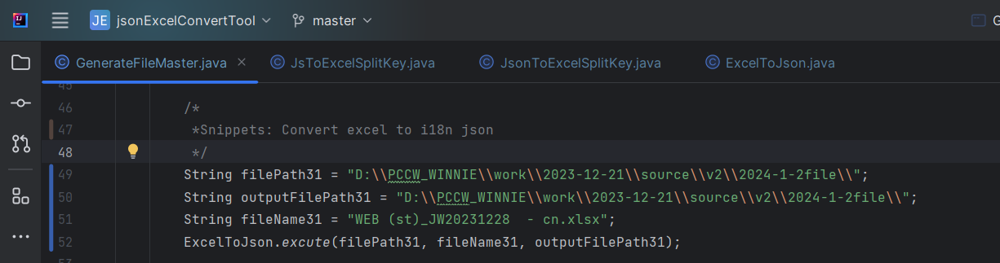 JE jsonExcelConvertTool master
GenerateFileMaster.java JsToExcelSplitKey.java JsonToExcelSplitKey.java ExcelToJson.java
45
46 /*
47 *Snippets: Convert excel to i18n json
48 */
49 String filePath31 = "D:\\PCCW_WINNIE\\work\\2023-12-21\\source\\v2\\2024-1-2file\\";
50 String outputFilePath31 = "D:\\PCCW_WINNIE\\work\\2023-12-21\\source\\v2\\2024-1-2file\\";
51 String fileName31 = "WEB (st)_JW20231228  - cn.xlsx";
52 ExcelToJson.excute(filePath31, fileName31, outputFilePath31);